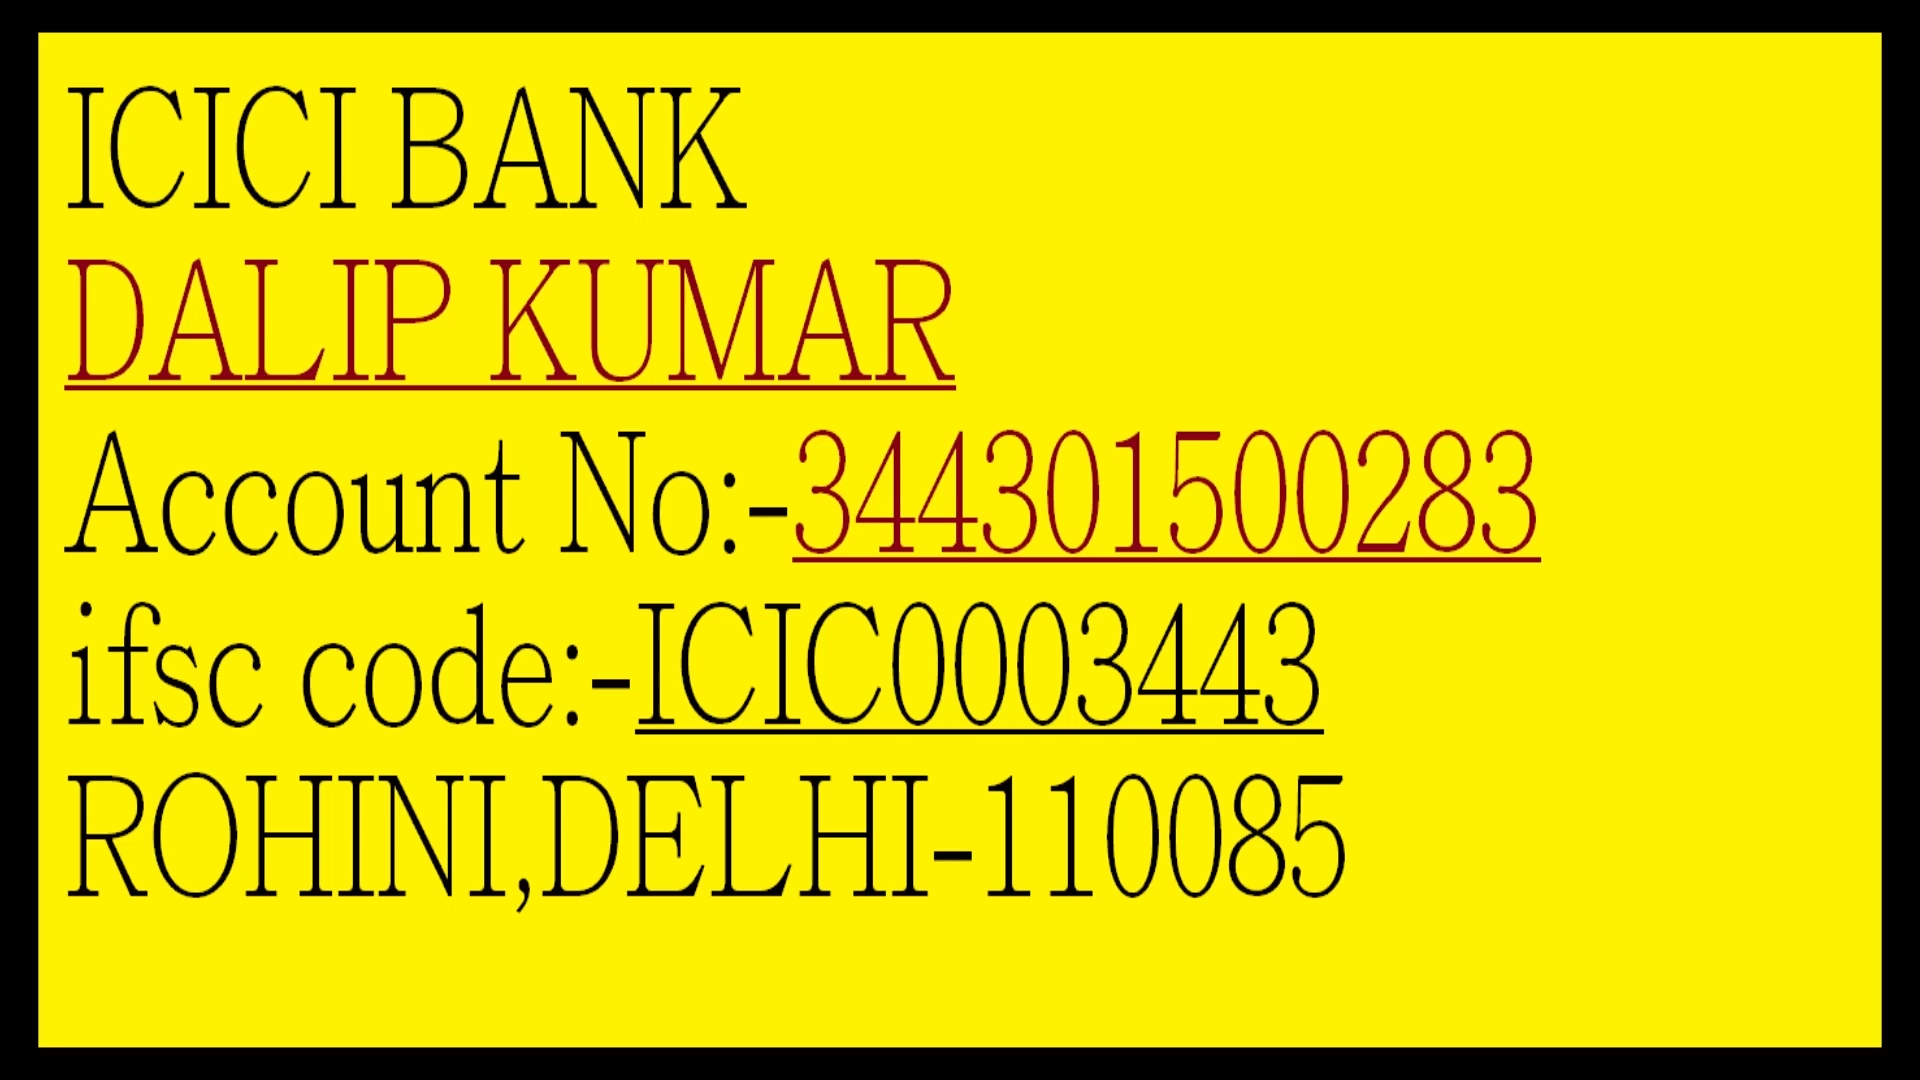 ICICI BANK
DALIP KUMAR
Account No:-344301500283
ifsc code:-ICIC0003443
ROHINI,DELHI-110085